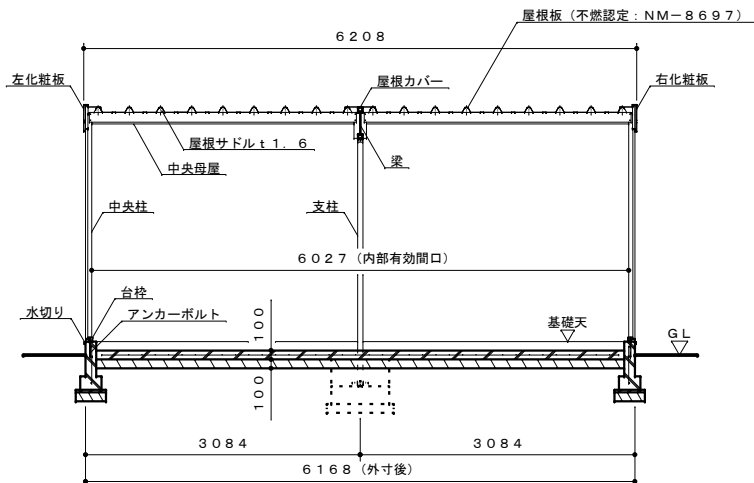 屋根板（不燃認定：ＮＭ－８６９７）
６２０８
左化粧板
屋根カバー
右化粧板
屋根サドルｔ１．６
中央母屋
梁
中央柱
支柱
６０２７（内部有効間口）
台枠
水切り
アンカーボルト
１００
基礎天
ＧＬ
１００
３０８４
３０８４
６１６８（外寸後）